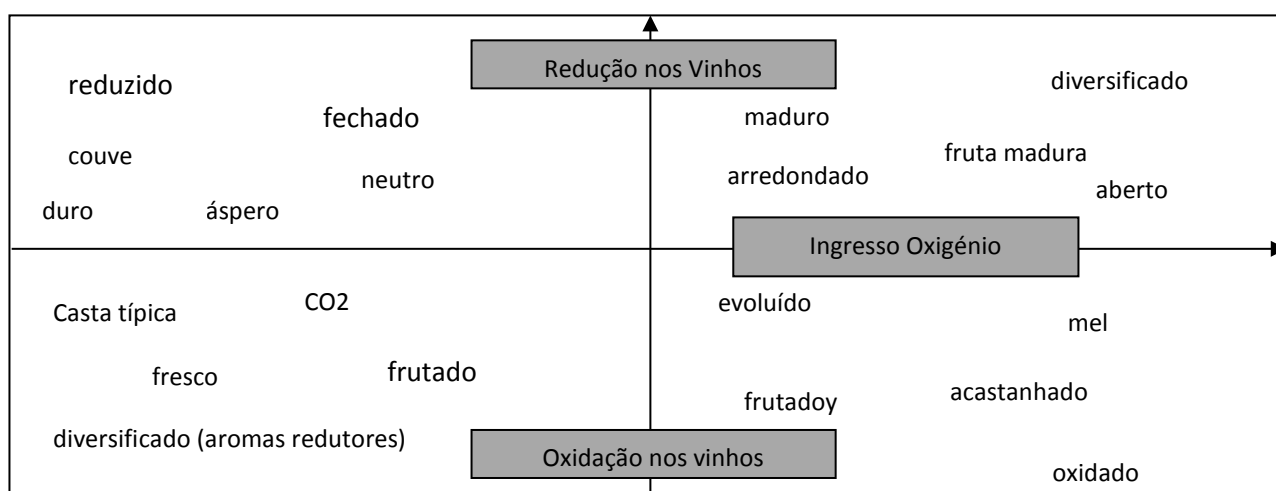 Redução nos Vinhos
reduzido
diversificado
fechado
maduro
couve
fruta madura
neutro
arredondado
aberto
duro
áspero
Ingresso Oxigénio
Casta típica
CO2
evoluído
mel
fresco
frutado
acastanhado
frutadoy
diversificado (aromas redutores)
Oxidação nos vinhos
oxidado